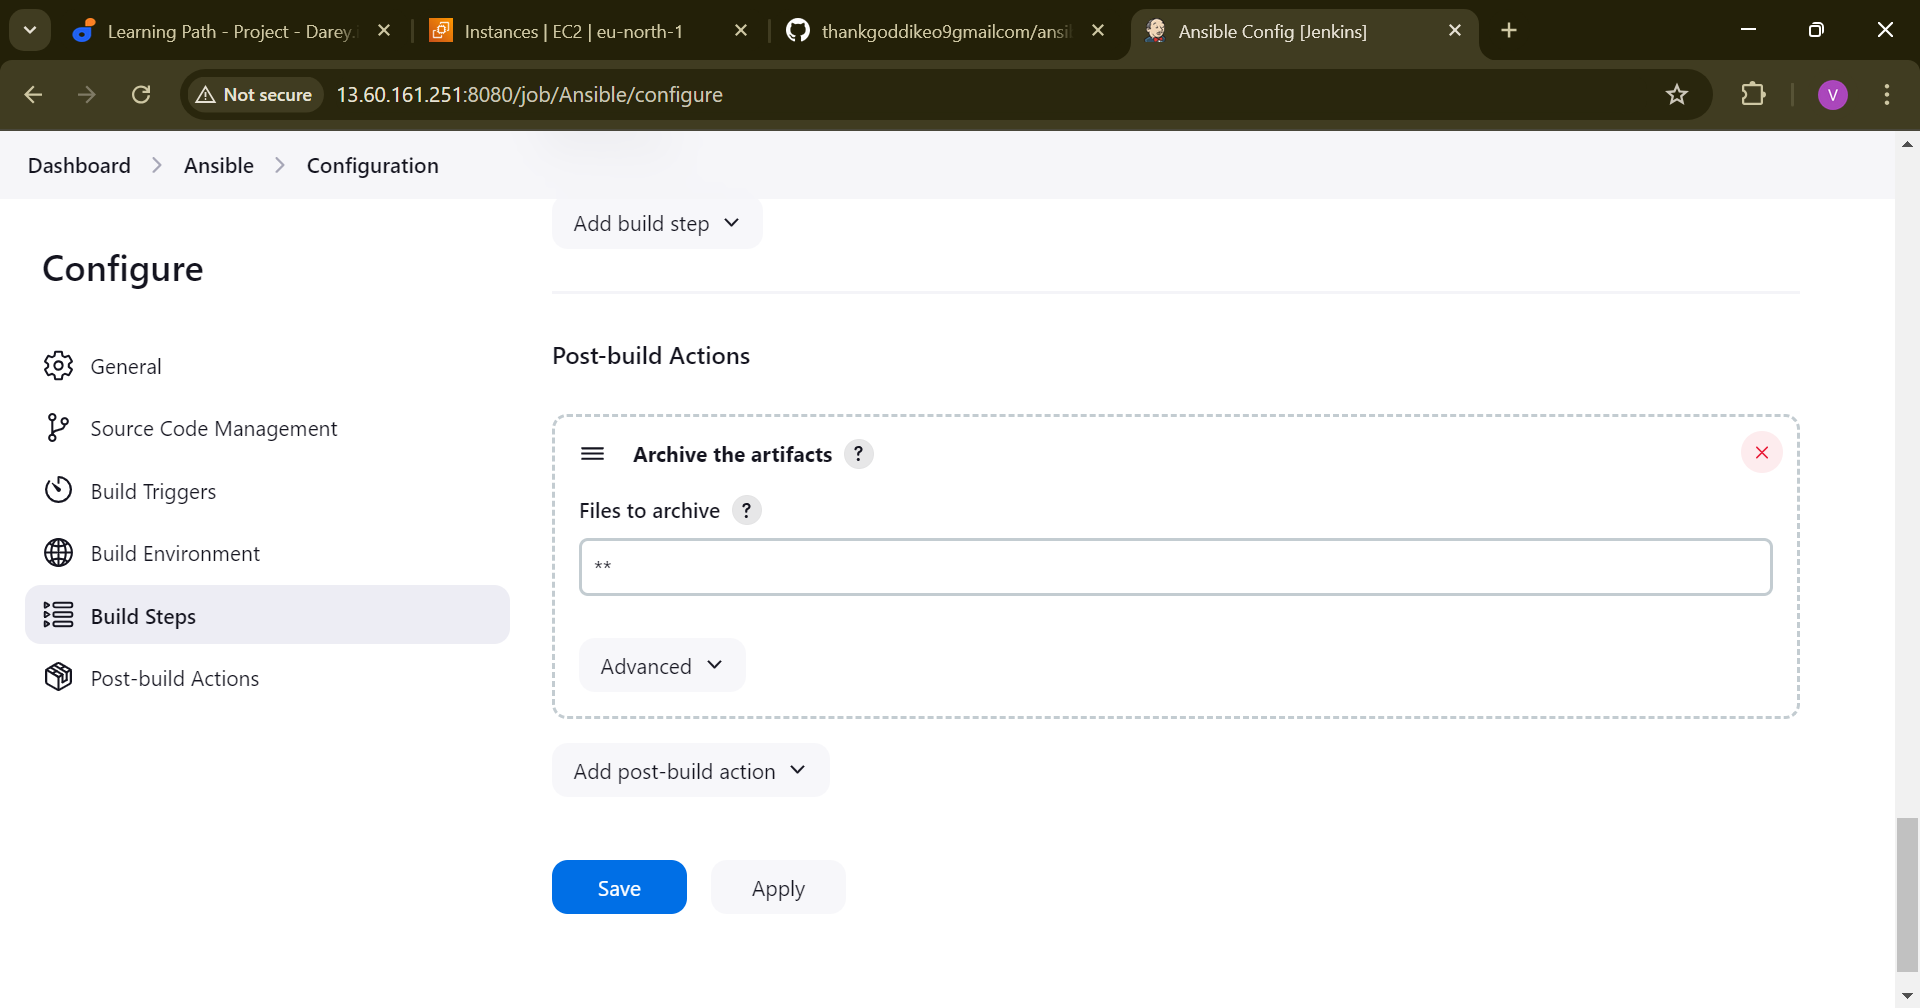 Learning Path - Project - Darey.i
Instances | EC2 | eu-north-1
thankgoddikeo9gmailcom/ansil
Ansible Config [Jenkins]
Not secure
13.60.161.251:8080/job/Ansible/configure
V
Dashboard > Ansible > Configuration
Add build step
Configure
General
Source Code Management
Build Triggers
Build Environment
Build Steps
Post-build Actions
Post-build Actions
Archive the artifacts ?
Files to archive ?
**
Advanced
Add post-build action
Save
Apply